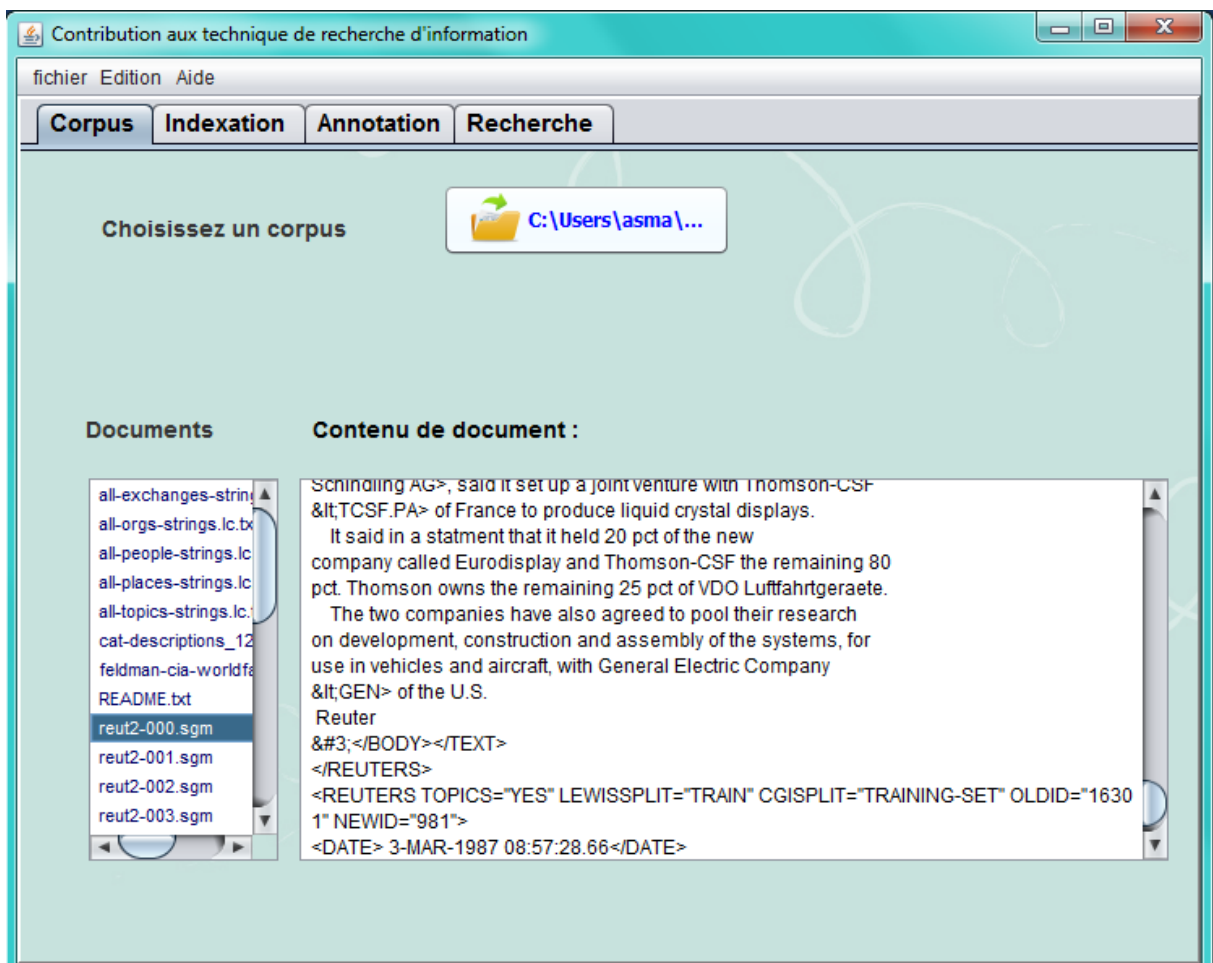 Contribution aux technique de recherche d'information
fichier Edition Aide
Corpus Indexation Annotation Recherche
Choisissez un corpus
C:\Users\asma\...
Documents
Contenu de document :
all-exchanges-string
all-orgs-strings.lc.tx
all-people-strings.lc
all-places-strings.lc
all-topics-strings.lc.
cat-descriptions_12
feldman-cia-worldfa
README.txt
reut2-000.sgm
reut2-001.sgm
reut2-002.sgm
reut2-003.sgm
Schindling AG>, said it set up a joint venture with Thomson-CSF
&lt;TCSF.PA> of France to produce liquid crystal displays.
It said in a statment that it held 20 pct of the new
company called Eurodisplay and Thomson-CSF the remaining 80
pct. Thomson owns the remaining 25 pct of VDO Luftfahrtgeraete.
The two companies have also agreed to pool their research
on development, construction and assembly of the systems, for
use in vehicles and aircraft, with General Electric Company
&lt;GEN> of the U.S.
Reuter
&#3;</BODY></TEXT>
</REUTERS>
<REUTERS TOPICS="YES" LEWISSPLIT="TRAIN" CGISPLIT="TRAINING-SET" OLDID="1630
1" NEWID="981">
<DATE> 3-MAR-1987 08:57:28.66</DATE>